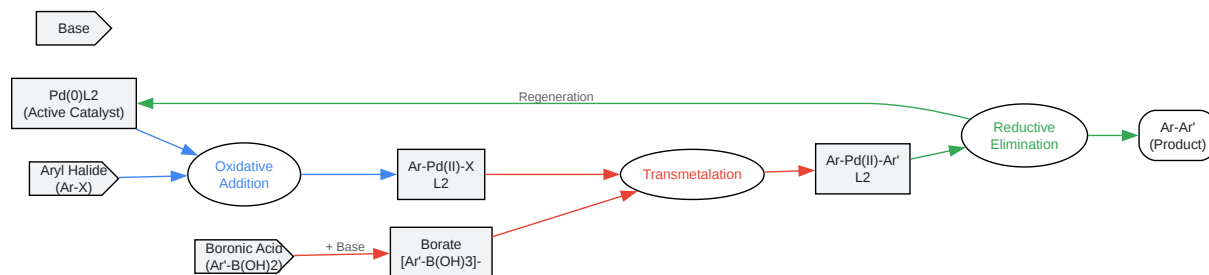 Base
Pd(0)L2
(Active Catalyst)
Regeneration
Reductive
Elimination
Ar-Ar'
(Product)
Aryl Halide
(Ar-X)
Oxidative
Addition
Ar-Pd(II)-X
L2
Transmetalation
Ar-Pd(II)-Ar'
L2
Boronic Acid
(Ar'-B(OH)2)
+ Base
Borate
[Ar'-B(OH)3]-